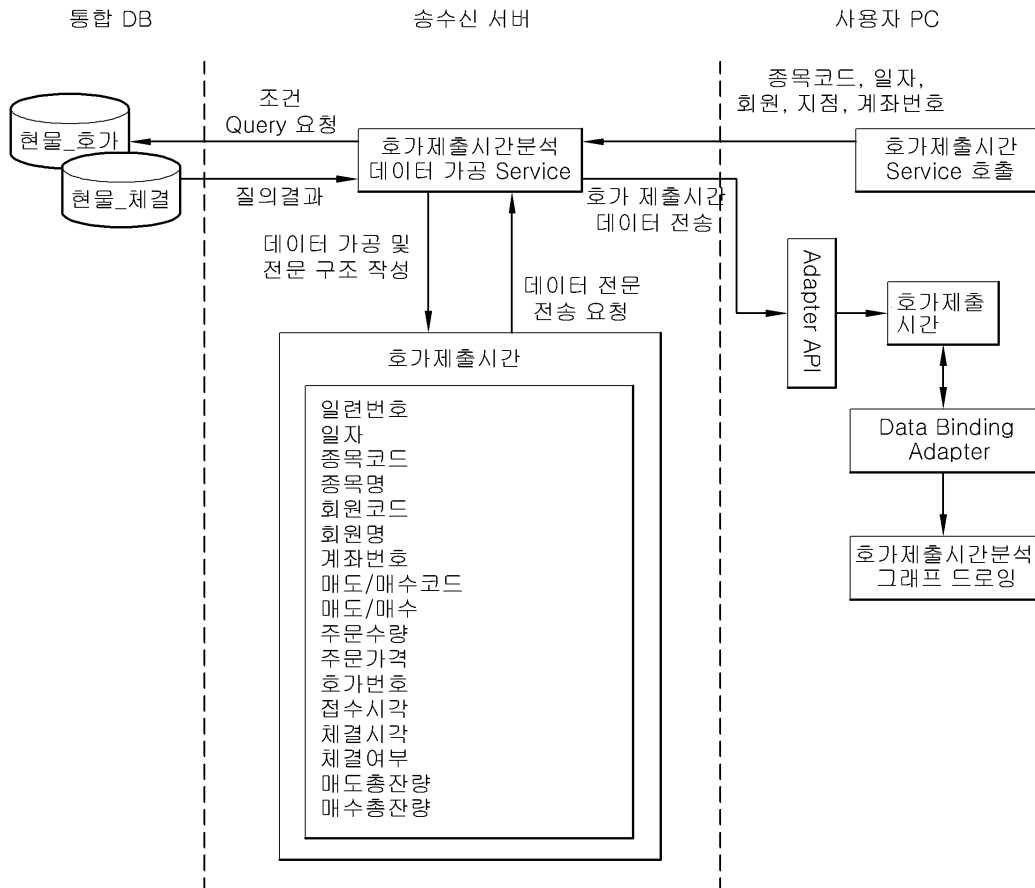 통합 DB
송수신 서버
사용자 PC
종목코드, 일자,
회원, 지점, 계좌번호
조건
Query 요청
현물_호가
현물_체결
호가제출시간분석
데이터 가공 Service
호가제출시간
Service 호출
질의결과
호가 제출시간
데이터 전송
데이터 가공 및
전문 구조 작성
데이터 전문
전송 요청
Adapter API
호가제출
시간
호가제출시간
일련번호
일자
종목코드
종목명
회원코드
회원명
계좌번호
매도/매수코드
매도/매수
주문수량
주문가격
호가번호
접수시각
체결시각
체결여부
매도총잔량
매수총잔량
Data Binding
Adapter
호가제출시간분석
그래프 드로잉